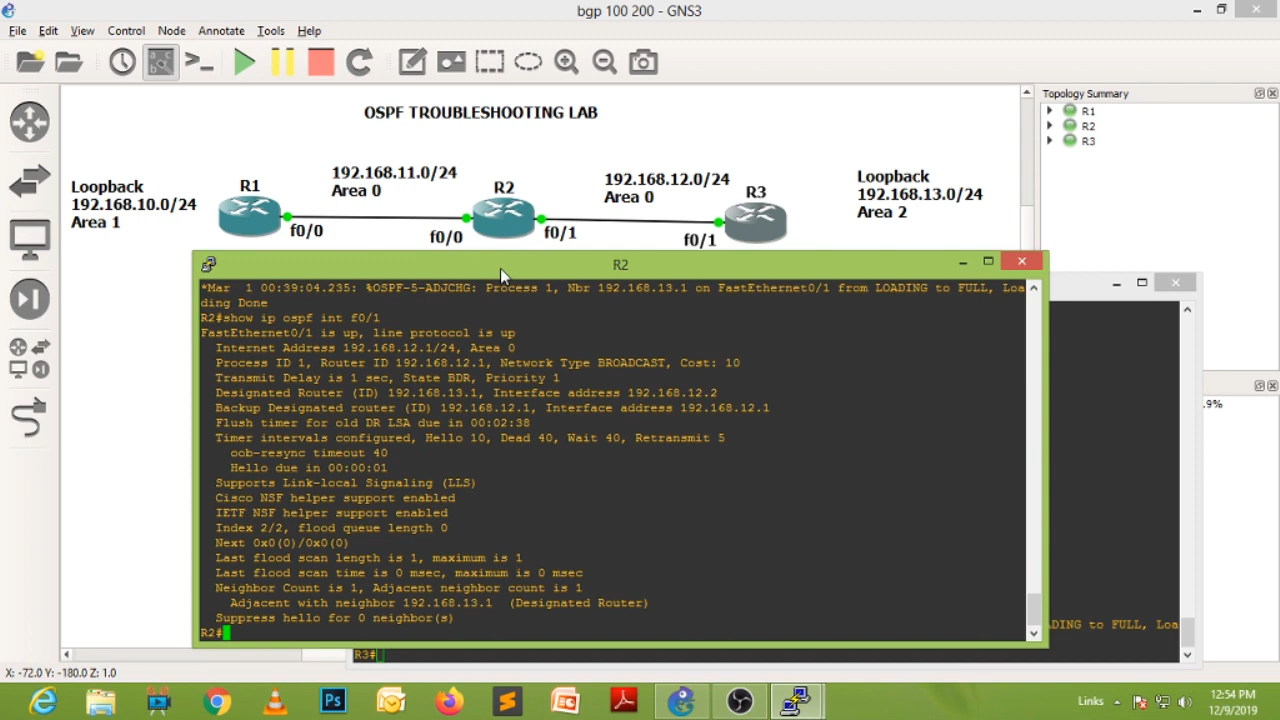 bgp 100 200 - GNS3
File Edit View Control Node Annotate Tools Help
OSPF TROUBLESHOOTING LAB
Topology Summary
R1
R2
R3
Loopback
192.168.10.0/24
Area 1
R1
f0/0
192.168.11.0/24
Area 0
R2
f0/0
f0/1
192.168.12.0/24
Area 0
R3
f0/1
Loopback
192.168.13.0/24
Area 2
R2
*Mar  1 00:39:04.235: %OSPF-5-ADJCHG: Process 1, Nbr 192.168.13.1 on FastEthernet0/1 from LOADING to FULL, Loa
ding Done
R2#show ip ospf int f0/1
FastEthernet0/1 is up, line protocol is up
Internet Address 192.168.12.1/24, Area 0
Process ID 1, Router ID 192.168.12.1, Network Type BROADCAST, Cost: 10
Transmit Delay is 1 sec, State BDR, Priority 1
Designated Router (ID) 192.168.13.1, Interface address 192.168.12.2
Backup Designated router (ID) 192.168.12.1, Interface address 192.168.12.1
Flush timer for old DR LSA due in 00:02:38
Timer intervals configured, Hello 10, Dead 40, Wait 40, Retransmit 5
oob-resync timeout 40
Hello due in 00:00:01
Supports Link-local Signaling (LLS)
Cisco NSF helper support enabled
IETF NSF helper support enabled
Index 2/2, flood queue length 0
Next 0x0(0)/0x0(0)
Last flood scan length is 1, maximum is 1
Last flood scan time is 0 msec, maximum is 0 msec
Neighbor Count is 1, Adjacent neighbor count is 1
Adjacent with neighbor 192.168.13.1  (Designated Router)
Suppress hello for 0 neighbor(s)
R2#
.9%
DING to FULL, Loa
R3#
X: -72.0 Y: -180.0 Z: 1.0
Ps
Links
12:54 PM
12/9/2019